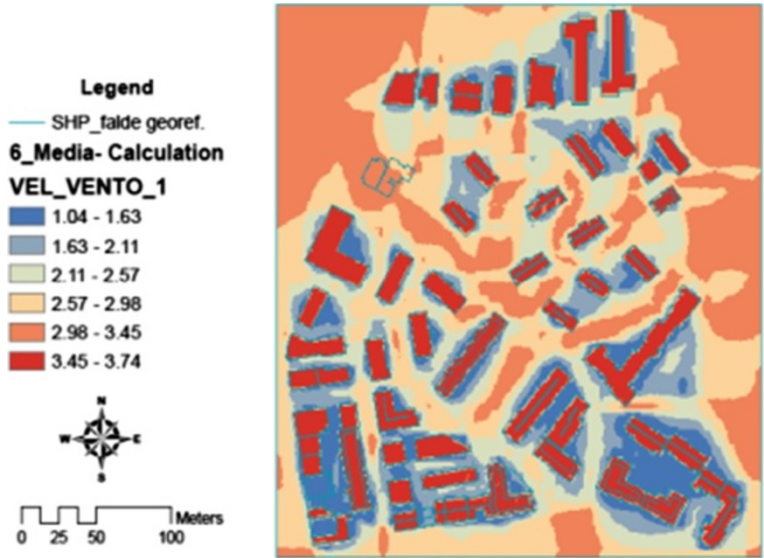 Legend
SHP_falde georef.
6_Media- Calculation
VEL_VENTO_1
1.04 - 1.63
1.63 - 2.11
2.11 - 2.57
2.57 - 2.98
2.98 - 3.45
3.45 - 3.74
N
W E
S
Meters
0 25 50 100